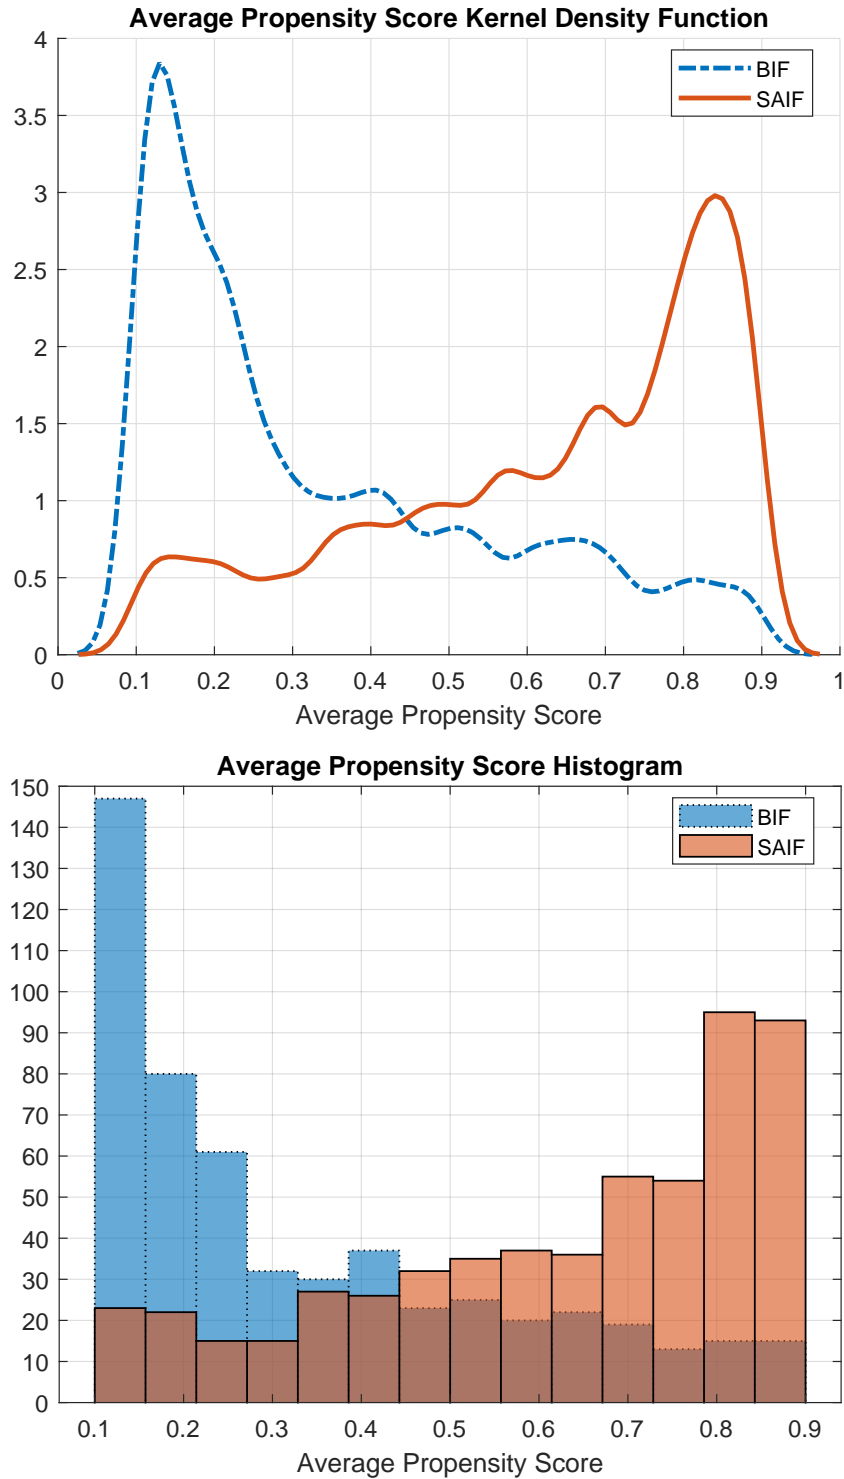 Average Propensity Score Kernel Density Function
4
BIF
SAIF
3.5
3
2.5
2
1.5
1
0.5
0
0 0.1 0.2 0.3 0.4 0.5 0.6 0.7 0.8 0.9 1
Average Propensity Score
Average Propensity Score Histogram
150
BIF
SAIF
140
130
120
110
100
90
80
70
60
50
40
30
20
10
0
0.1 0.2 0.3 0.4 0.5 0.6 0.7 0.8 0.9
Average Propensity Score